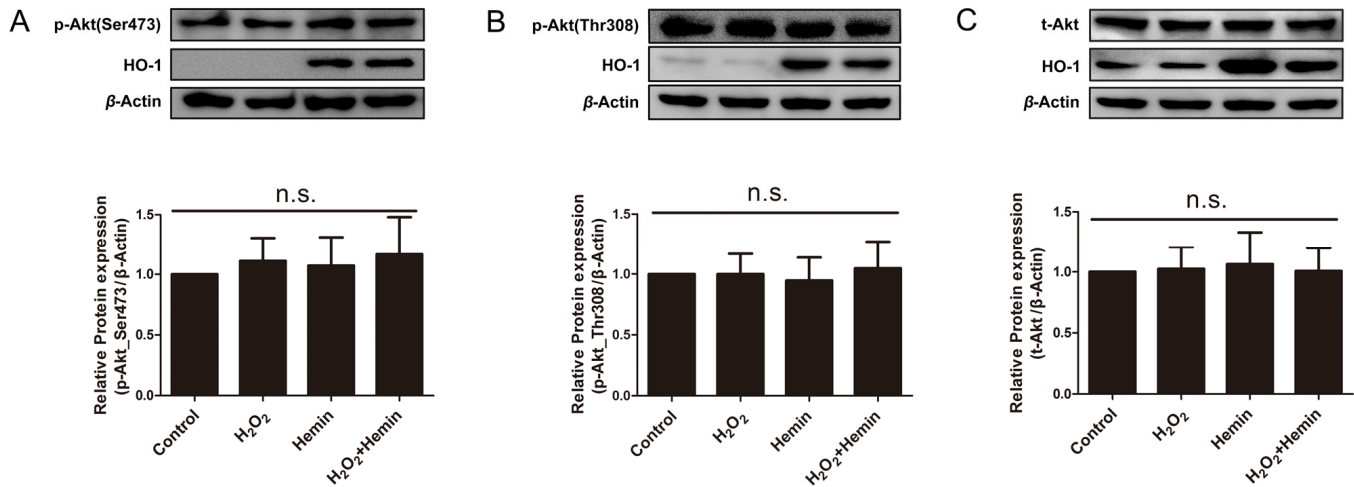 A
p-Akt(Ser473)
HO-1
β-Actin
n.s.
Relative Protein expression
(p-Akt_Ser473/β-Actin)
1.5
1.0
0.5
0.0
Control
H₂O₂
Hemin
H₂O₂+Hemin
B
p-Akt(Thr308)
HO-1
β-Actin
n.s.
Relative Protein expression
(p-Akt_Thr308/β-Actin)
1.5
1.0
0.5
0.0
Control
H₂O₂
Hemin
H₂O₂+Hemin
C
t-Akt
HO-1
β-Actin
n.s.
Relative Protein expression
(t-Akt/β-Actin)
1.5
1.0
0.5
0.0
Control
H₂O₂
Hemin
H₂O₂+Hemin